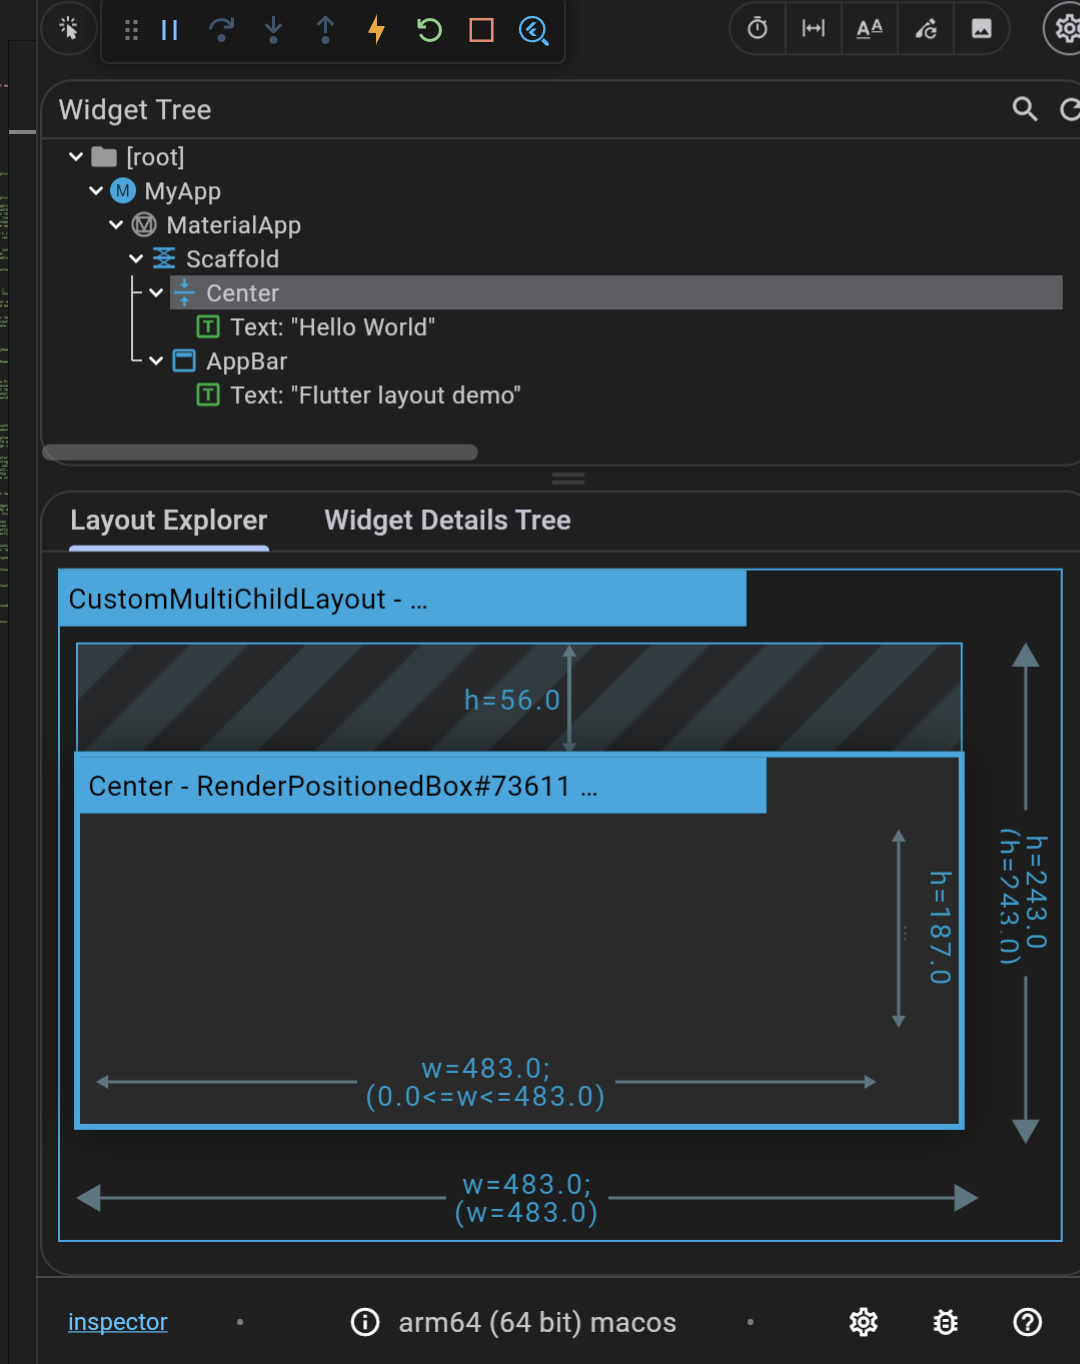 Widget Tree
[root]
M MyApp
MaterialApp
Scaffold
Center
T Text: "Hello World"
AppBar
T Text: "Flutter layout demo"
Layout Explorer
Widget Details Tree
CustomMultiChildLayout - ...
h=56.0
Center - RenderPositionedBox#73611 ...
h=187.0
h=243.0
(h=243.0)
w=483.0;
(0.0<=w<=483.0)
w=483.0;
(w=483.0)
inspector • arm64 (64 bit) macos •